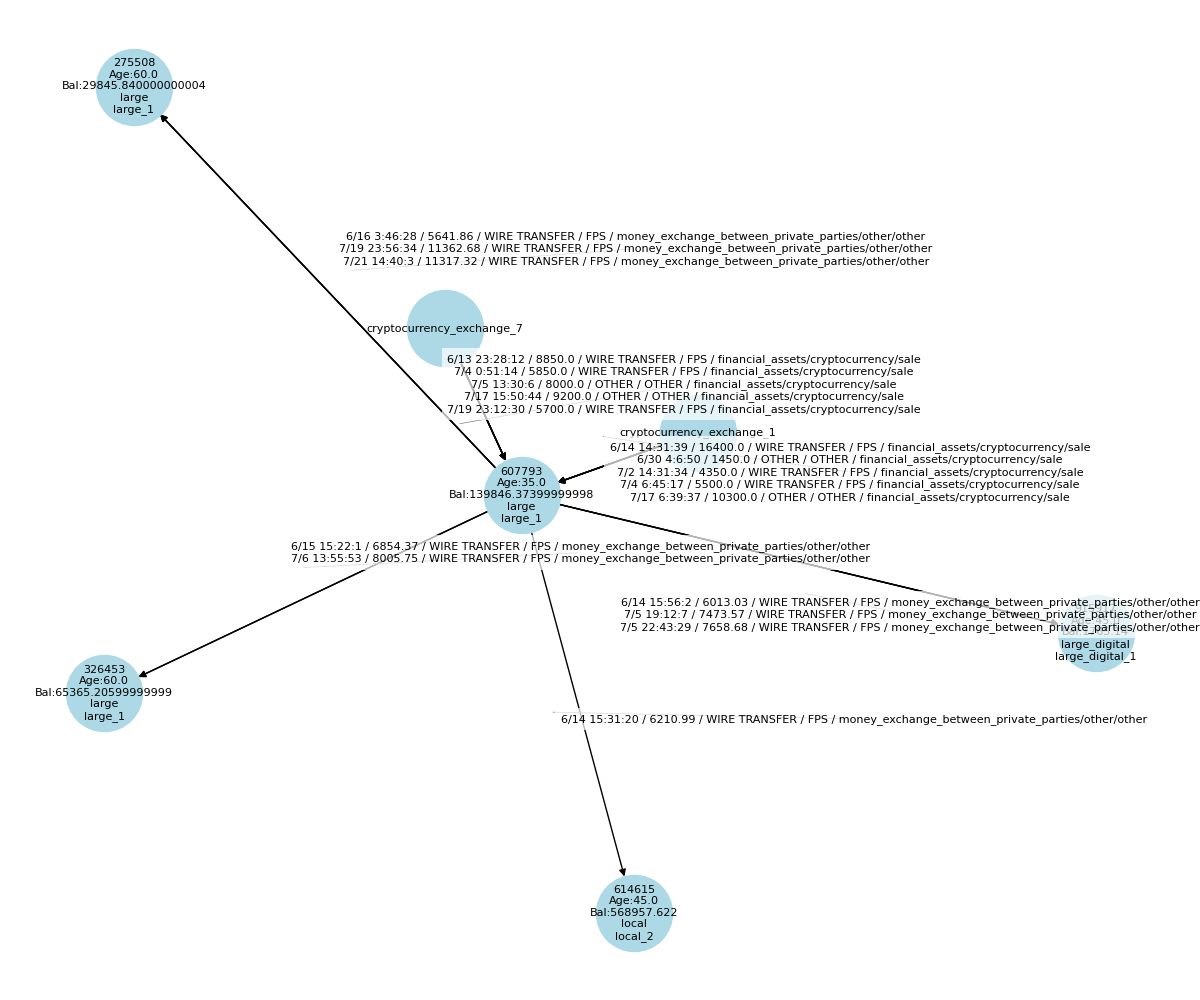 275508
Age:60.0
Bal:29845.840000000004
large
large_1
6/16 3:46:28 / 5641.86 / WIRE TRANSFER / FPS / money_exchange_between_private_parties/other/other
7/19 23:56:34 / 11362.68 / WIRE TRANSFER / FPS / money_exchange_between_private_parties/other/other
7/21 14:40:3 / 11317.32 / WIRE TRANSFER / FPS / money_exchange_between_private_parties/other/other
cryptocurrency_exchange_7
6/13 23:28:12 / 8850.0 / WIRE TRANSFER / FPS / financial_assets/cryptocurrency/sale
7/4 0:51:14 / 5850.0 / WIRE TRANSFER / FPS / financial_assets/cryptocurrency/sale
7/5 13:30:6 / 8000.0 / OTHER / OTHER / financial_assets/cryptocurrency/sale
7/17 15:50:44 / 9200.0 / OTHER / OTHER / financial_assets/cryptocurrency/sale
7/19 23:12:30 / 5700.0 / WIRE TRANSFER / FPS / financial_assets/cryptocurrency/sale
cryptocurrency_exchange_1
6/14 14:31:39 / 16400.0 / WIRE TRANSFER / FPS / financial_assets/cryptocurrency/sale
6/30 4:6:50 / 1450.0 / OTHER / OTHER / financial_assets/cryptocurrency/sale
7/2 14:31:34 / 4350.0 / WIRE TRANSFER / FPS / financial_assets/cryptocurrency/sale
7/4 6:45:17 / 5500.0 / WIRE TRANSFER / FPS / financial_assets/cryptocurrency/sale
7/17 6:39:37 / 10300.0 / OTHER / OTHER / financial_assets/cryptocurrency/sale
607793
Age:35.0
Bal:139846.37399999998
large
large_1
6/15 15:22:1 / 6854.37 / WIRE TRANSFER / FPS / money_exchange_between_private_parties/other/other
7/6 13:55:53 / 8005.75 / WIRE TRANSFER / FPS / money_exchange_between_private_parties/other/other
6/14 15:56:2 / 6013.03 / WIRE TRANSFER / FPS / money_exchange_between_private_parties/other/other
7/5 19:12:7 / 7473.57 / WIRE TRANSFER / FPS / money_exchange_between_private_parties/other/other
7/5 22:43:29 / 7658.68 / WIRE TRANSFER / FPS / money_exchange_between_private_parties/other/other
large_digital
large_digital_1
326453
Age:60.0
Bal:65365.20599999999
large
large_1
6/14 15:31:20 / 6210.99 / WIRE TRANSFER / FPS / money_exchange_between_private_parties/other/other
614615
Age:45.0
Bal:568957.622
local
local_2